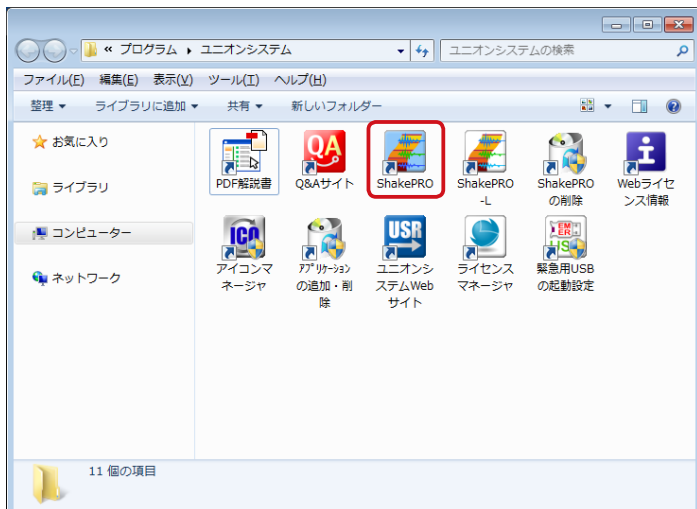 « プログラム ▸ ユニオンシステム
ユニオンシステムの検索
ファイル(F) 編集(E) 表示(V) ツール(T) ヘルプ(H)
整理 ▼ ライブラリに追加 ▼ 共有 ▼ 新しいフォルダー
お気に入り
ライブラリ
コンピューター
ネットワーク
PDF解説書
QA
Q&Aサイト
ShakePRO
ShakePRO
-L
ShakePRO
の削除
Webライセ
ンス情報
ICO
アイコンマ
ネージャ
アプリケーション
の追加・削
除
USR
ユニオンシ
ステムWeb
サイト
ライセンス
マネージャ
EM
ER
緊急用USB
の起動設定
11 個の項目